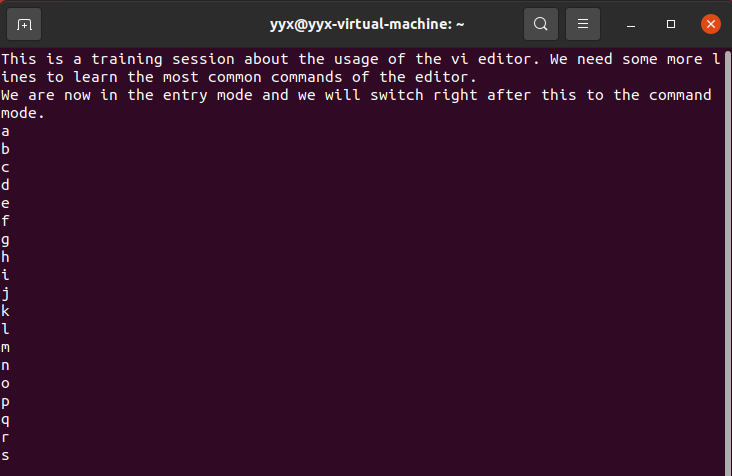 yyx@yyx-virtual-machine: ~
This is a training session about the usage of the vi editor. We need some more l
ines to learn the most common commands of the editor.
We are now in the entry mode and we will switch right after this to the command
mode.
a
b
c
d
e
f
g
h
i
j
k
l
m
n
o
p
q
r
s